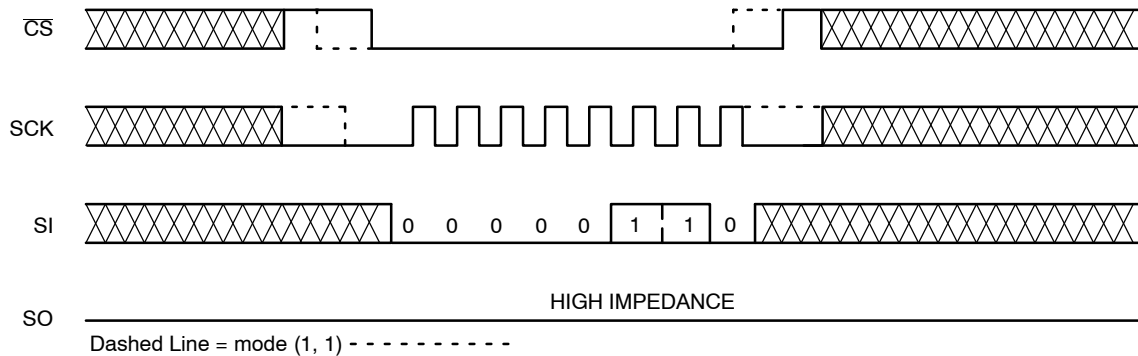 CS
SCK
SI 0 0 0 0 0 1 1 0
HIGH IMPEDANCE
SO
Dashed Line = mode (1, 1)